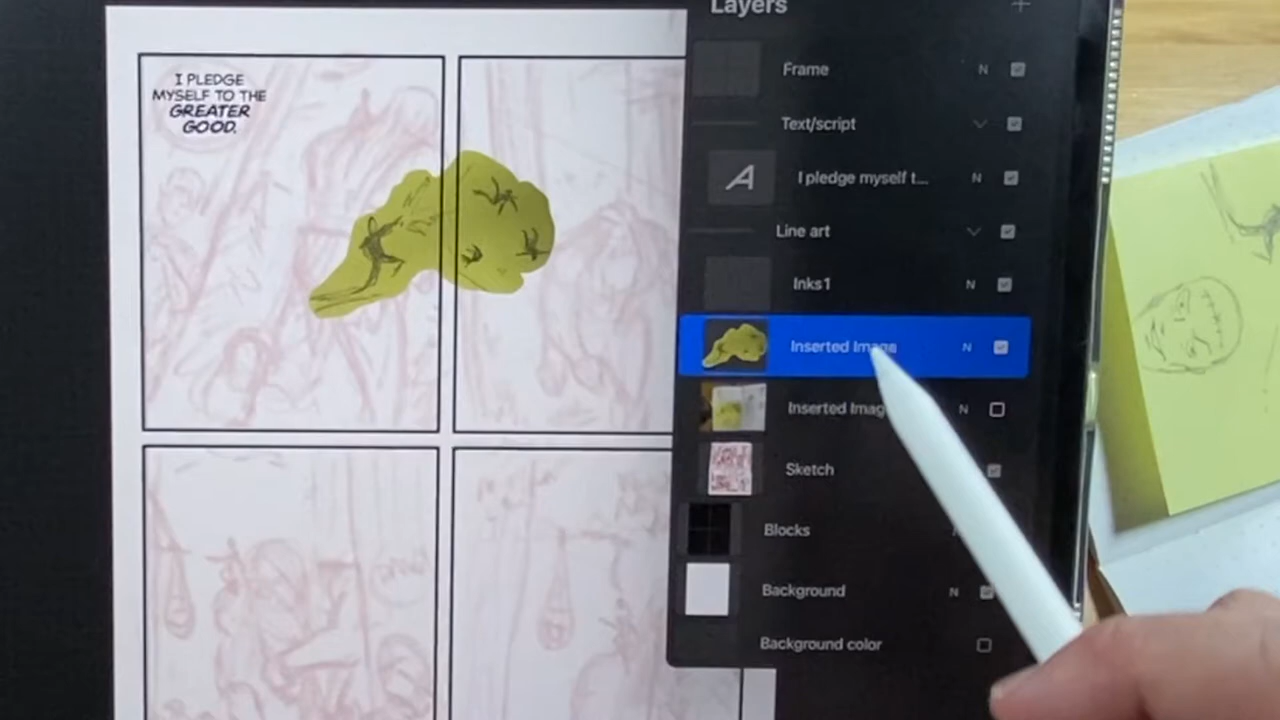 Layers
I PLEDGE
MYSELF TO THE
GREATER
GOOD.
Frame N
Text/script
A I pledge myself t... N
Line art
Inks1 N
Inserted Image N
Inserted Imag N
Sketch
Blocks
Background N
Background color